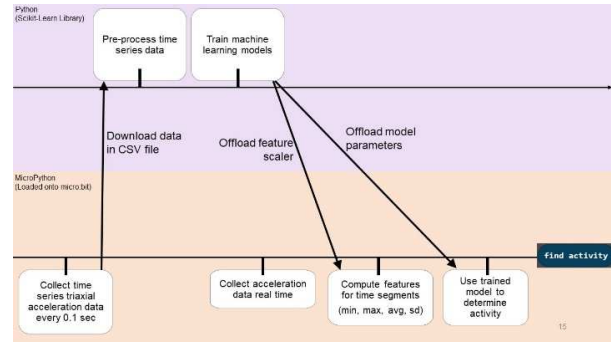 Python
(Scikit-Learn Library)
Pre-process time
series data
Train machine
learning models
Download data
in CSV file
Offload feature
scaler
Offload model
parameters
MicroPython
(Loaded onto micro:bit)
find activity
Collect time
series triaxial
acceleration data
every 0.1 sec
Collect acceleration
data real time
Compute features
for time segments
(min, max, avg, sd)
Use trained
model to
determine
activity
15